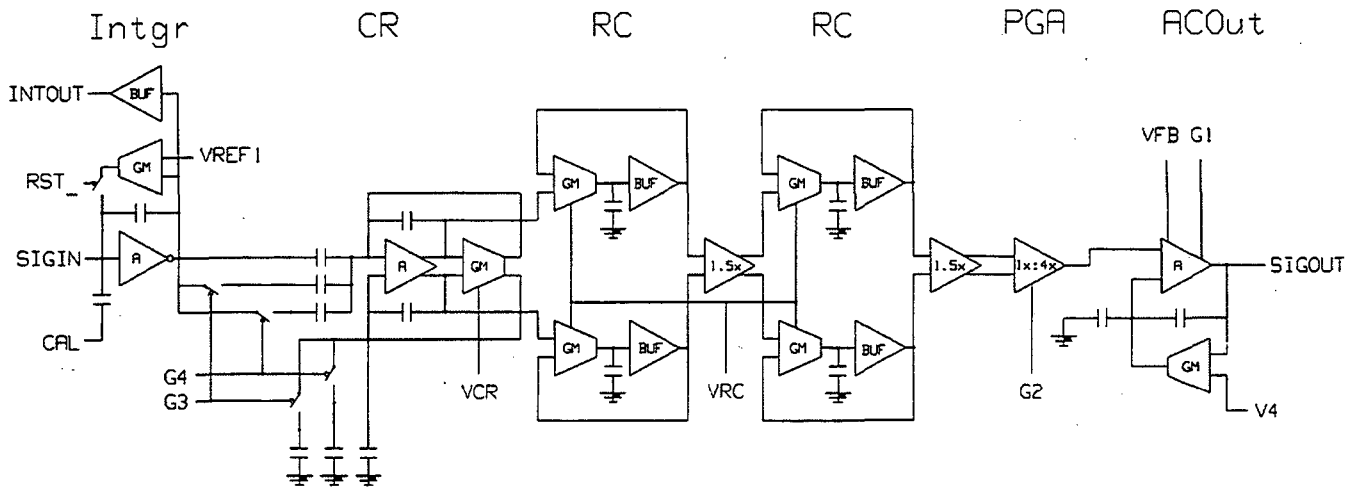 Intgr CR RC RC PGA ACOut
INTOUT
BUF
GM
VREF1
RST_
SIGIN
A
CAL
G4
G3
A
GM
VCR
GM
BUF
GM
BUF
1.5x
VRC
GM
BUF
GM
BUF
1.5x
1x:4x
G2
VFB G1
A
SIGOUT
GM
V4